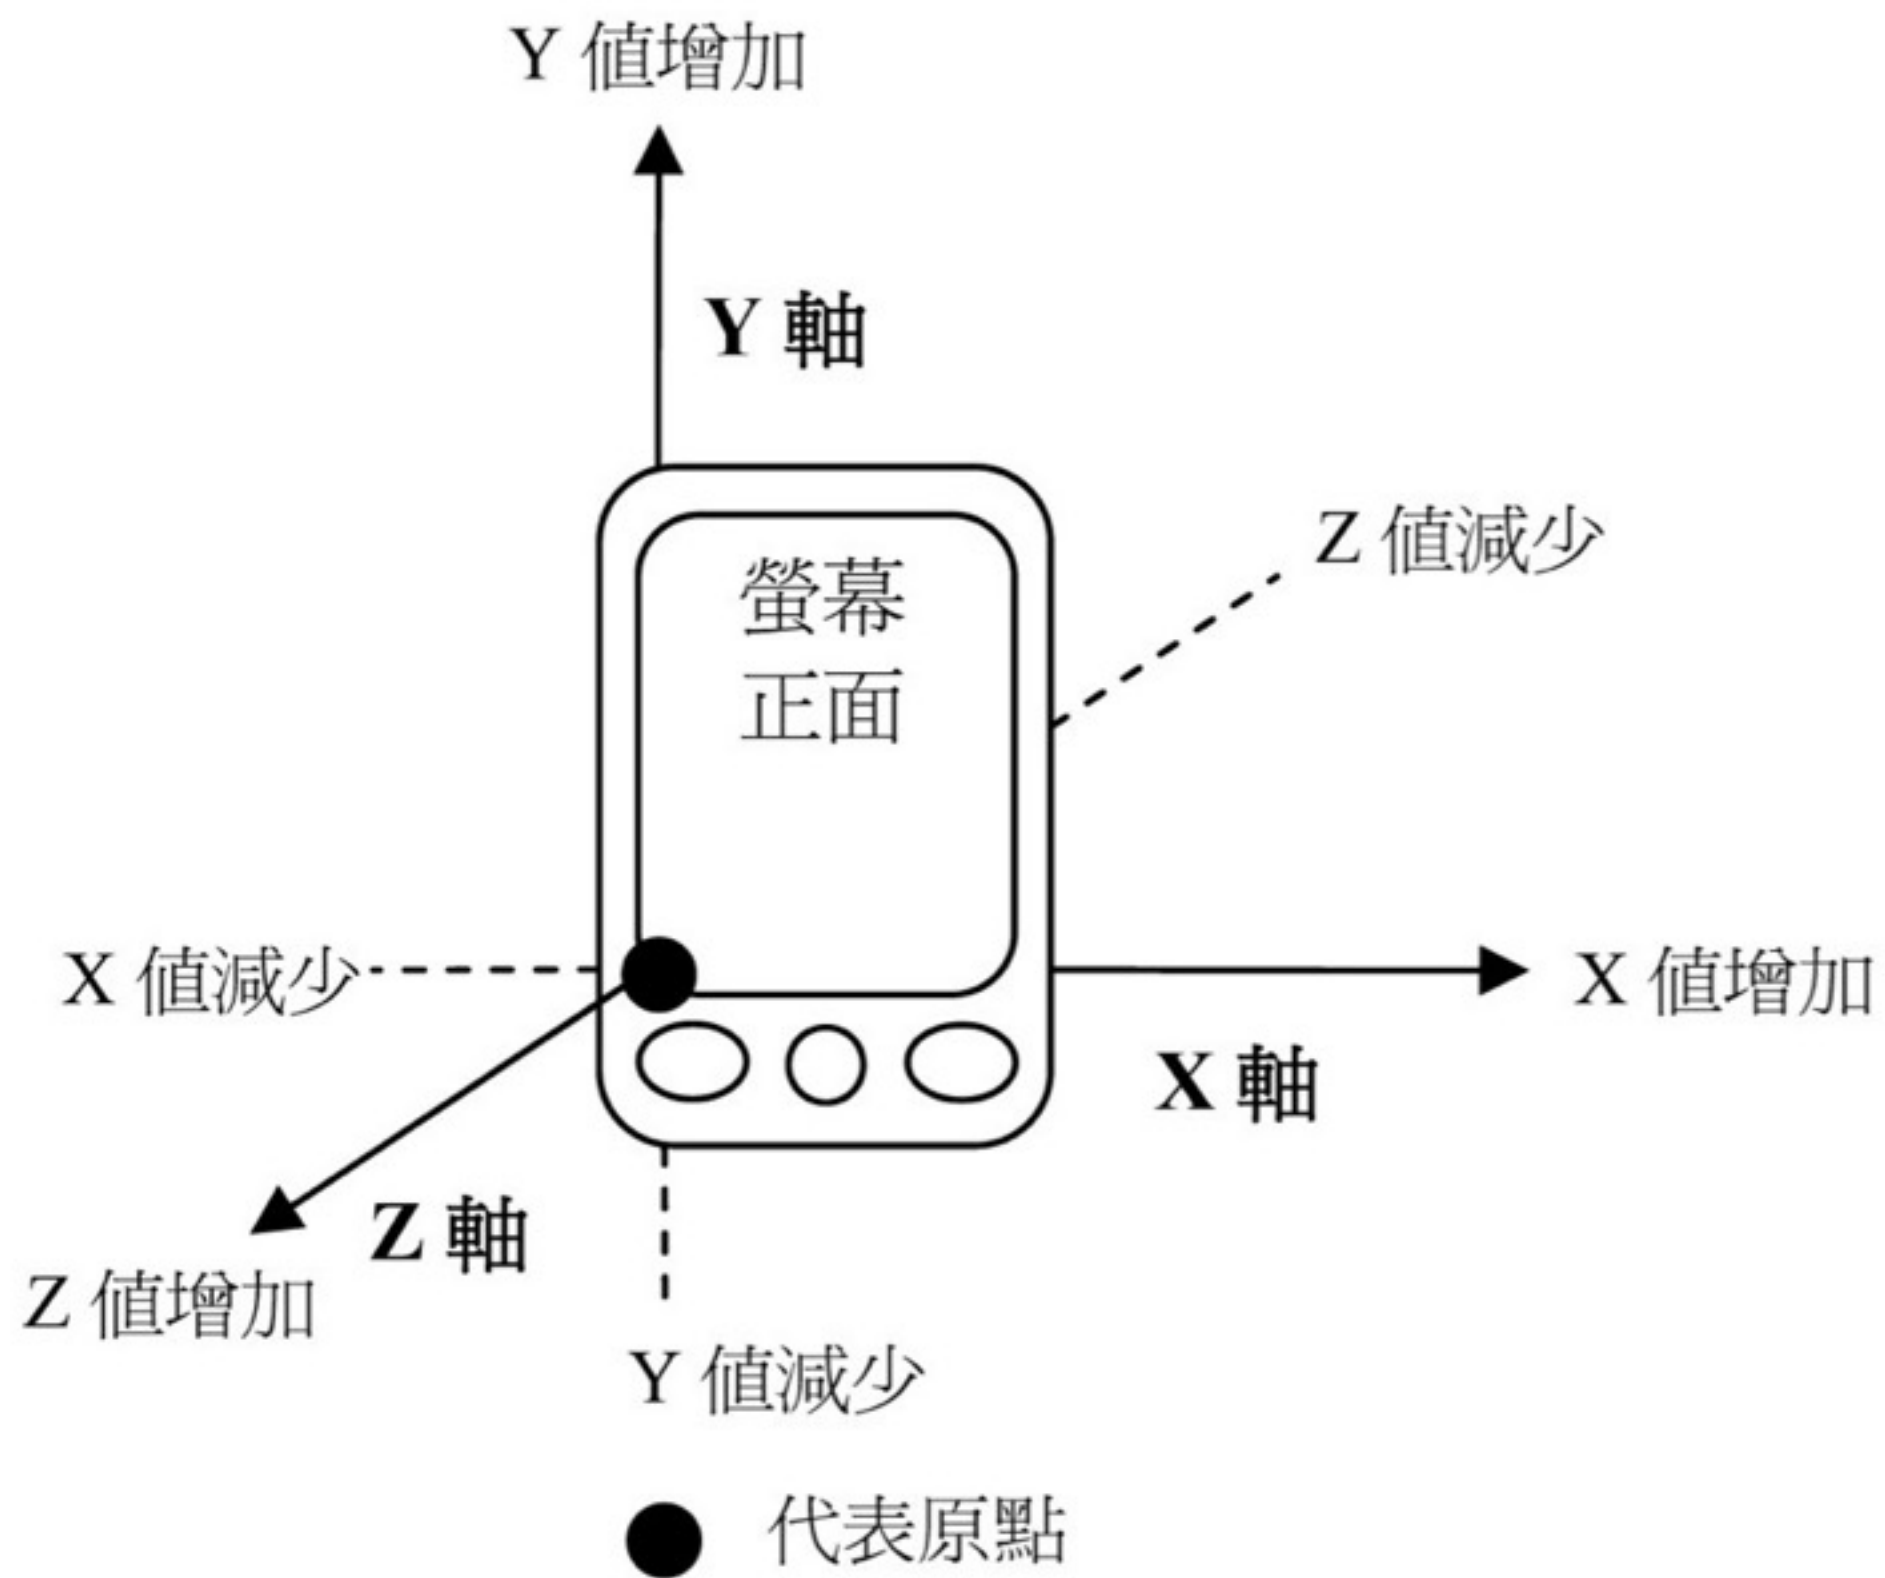 Y 值增加
Y 軸
Z 值減少
螢幕
正面
X 值減少
X 值增加
X 軸
Z 軸
Z 值增加
Y 值減少
代表原點